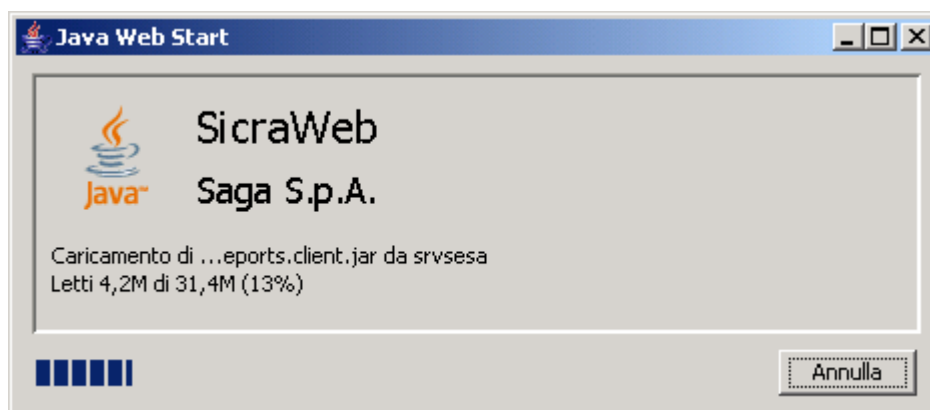 Java Web Start
SicraWeb
Java™
Saga S.p.A.
Caricamento di ...eports.client.jar da srvsesa
Letti 4,2M di 31,4M (13%)
Annulla